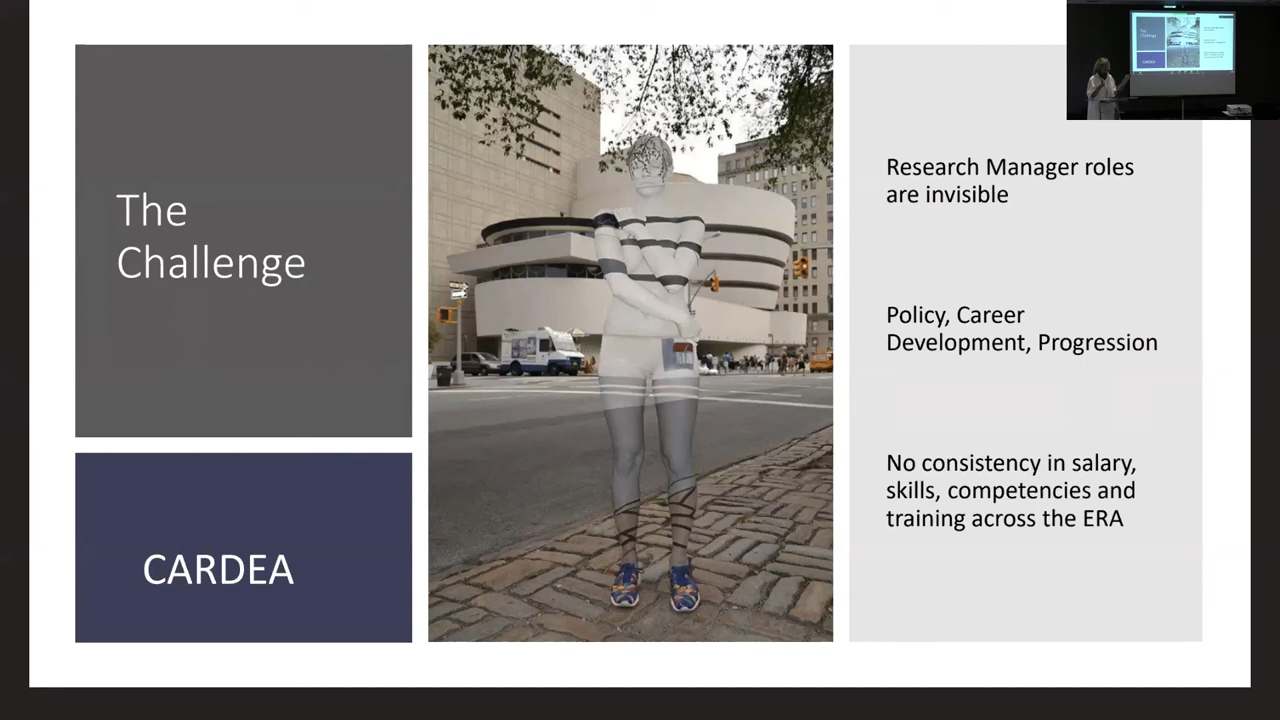 The
Challenge
CARDEA
Research Manager roles
are invisible
Policy, Career
Development, Progression
No consistency in salary,
skills, competencies and
training across the ERA